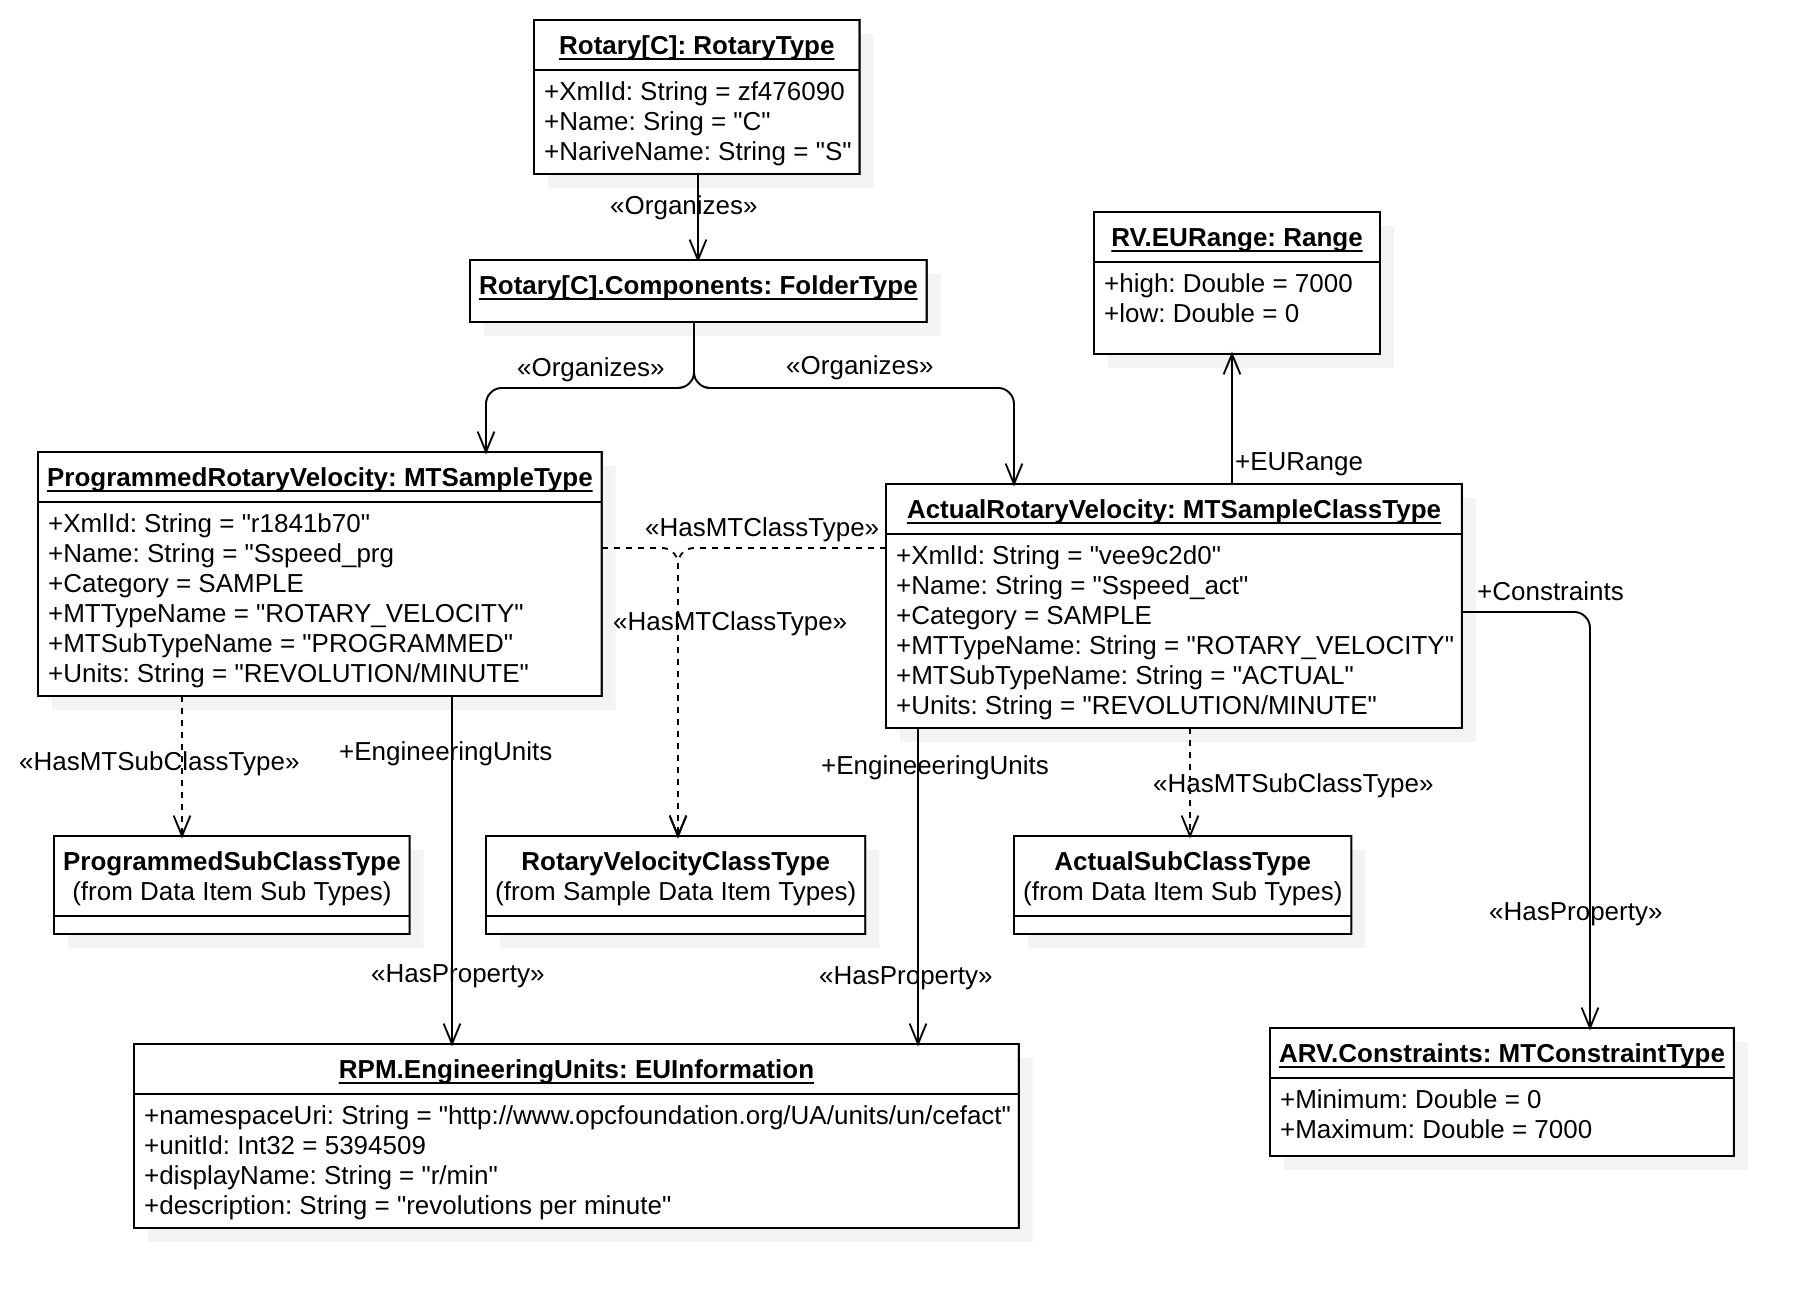 Rotary[C]: RotaryType
+XmlId: String = zf476090
+Name: Sring = "C"
+NariveName: String = "S"
«Organizes»
Rotary[C].Components: FolderType
RV.EURange: Range
+high: Double = 7000
+low: Double = 0
«Organizes»
«Organizes»
+EURange
ProgrammedRotaryVelocity: MTSampleType
+XmlId: String = "r1841b70"
+Name: String = "Sspeed_prg
+Category = SAMPLE
+MTTypeName = "ROTARY_VELOCITY"
+MTSubTypeName = "PROGRAMMED"
+Units: String = "REVOLUTION/MINUTE"
«HasMTClassType»
«HasMTClassType»
ActualRotaryVelocity: MTSampleClassType
+XmlId: String = "vee9c2d0"
+Name: String = "Sspeed_act"
+Category = SAMPLE
+MTTypeName: String = "ROTARY_VELOCITY"
+MTSubTypeName: String = "ACTUAL"
+Units: String = "REVOLUTION/MINUTE"
+Constraints
«HasMTSubClassType»
+EngineeringUnits
+EngineeeringUnits
«HasMTSubClassType»
ProgrammedSubClassType
(from Data Item Sub Types)
RotaryVelocityClassType
(from Sample Data Item Types)
ActualSubClassType
(from Data Item Sub Types)
«HasProperty»
«HasProperty»
«HasProperty»
RPM.EngineeringUnits: EUInformation
+namespaceUri: String = "http://www.opcfoundation.org/UA/units/un/cefact"
+unitId: Int32 = 5394509
+displayName: String = "r/min"
+description: String = "revolutions per minute"
ARV.Constraints: MTConstraintType
+Minimum: Double = 0
+Maximum: Double = 7000